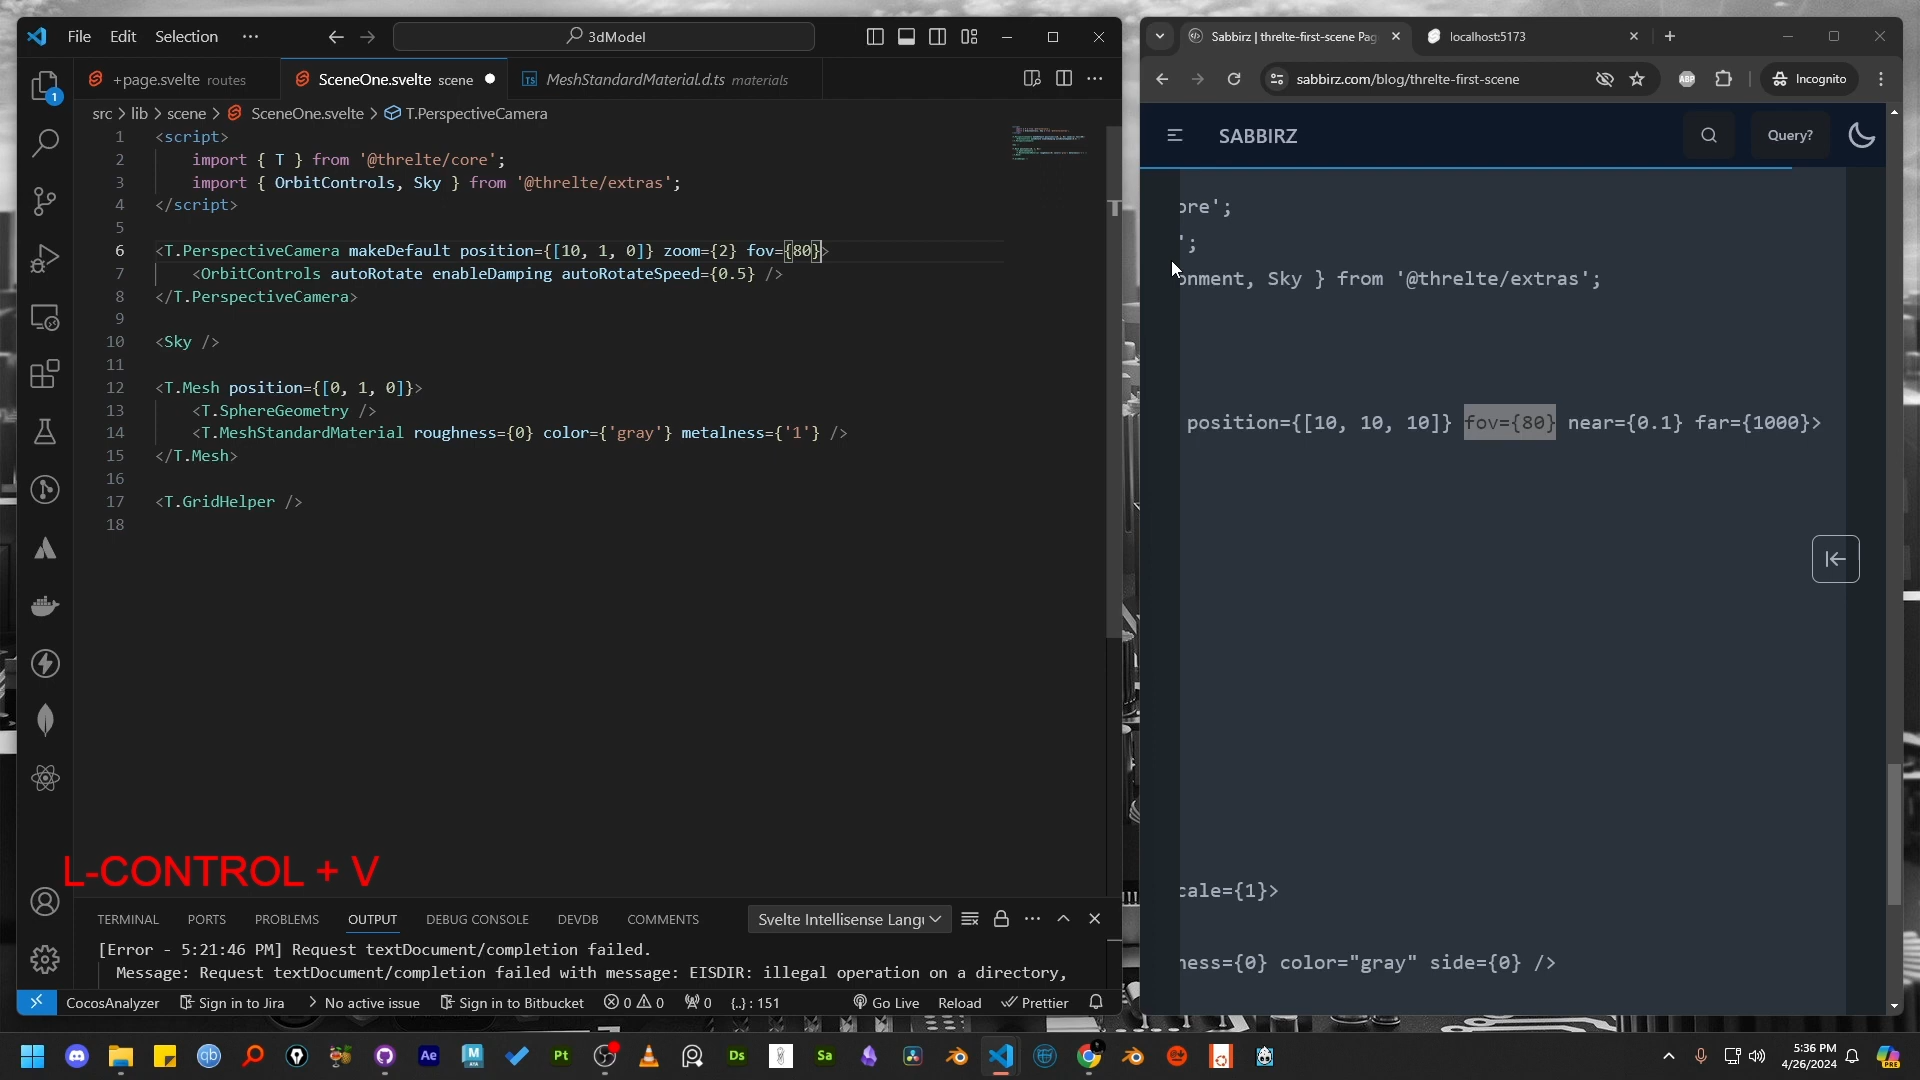 File Edit Selection ··· 3dModel
+page.svelte routes SceneOne.svelte scene MeshStandardMaterial.d.ts materials
src > lib > scene > SceneOne.svelte > T.PerspectiveCamera
1 <script>
2 import { T } from '@threlte/core';
3 import { OrbitControls, Sky } from '@threlte/extras';
4 </script>
5
6 <T.PerspectiveCamera makeDefault position={[10, 1, 0]} zoom={2} fov={80}>
7 <OrbitControls autoRotate enableDamping autoRotateSpeed={0.5} />
8 </T.PerspectiveCamera>
9
10 <Sky />
11
12 <T.Mesh position={[0, 1, 0]}>
13 <T.SphereGeometry />
14 <T.MeshStandardMaterial roughness={0} color={'gray'} metalness={'1'} />
15 </T.Mesh>
16
17 <T.GridHelper />
18
L-CONTROL + V
TERMINAL PORTS PROBLEMS OUTPUT DEBUG CONSOLE DEVDB COMMENTS Svelte Intellisense Langu
[Error - 5:21:46 PM] Request textDocument/completion failed.
Message: Request textDocument/completion failed with message: EISDIR: illegal operation on a directory,
CocosAnalyzer Sign in to Jira No active issue Sign in to Bitbucket 0 0 0 {..} : 151 Go Live Reload Prettier
Sabbirz | threlte-first-scene Pag localhost:5173
sabbirz.com/blog/threlte-first-scene Incognito
SABBIRZ Query?
ore';
';
onment, Sky } from '@threlte/extras';
position={[10, 10, 10]} fov={80} near={0.1} far={1000}>
cale={1}>
ness={0} color="gray" side={0} />
5:36 PM
4/26/2024